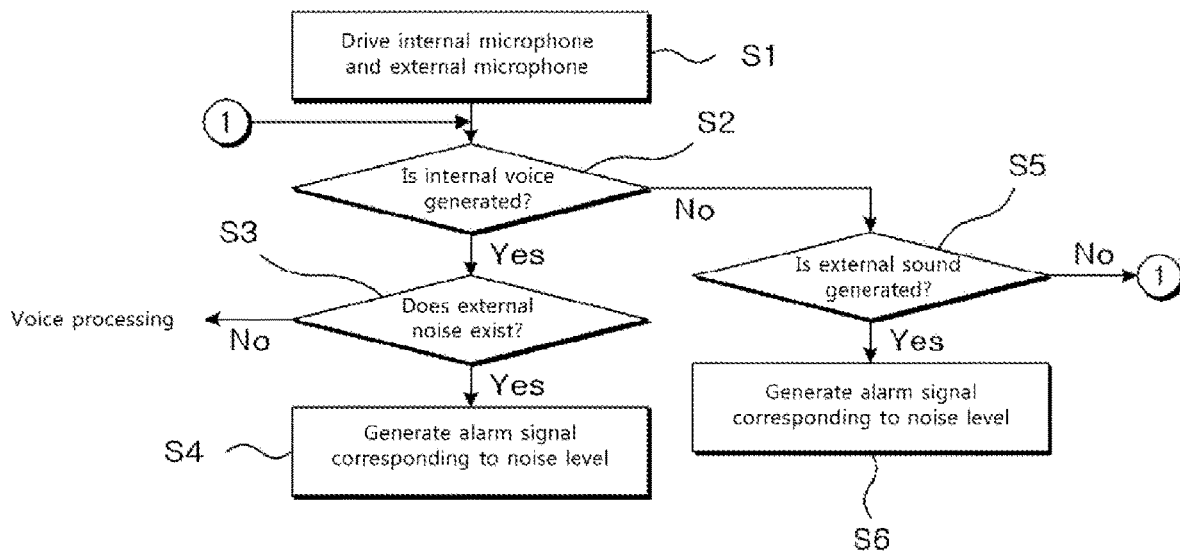 Drive internal microphone
and external microphone
S1
1
S2
Is internal voice
generated?
No
S5
S3
Yes
Is external sound
generated?
No
1
Does external
noise exist?
Voice processing
No
Yes
Yes
Generate alarm signal
corresponding to noise level
S4
Generate alarm signal
corresponding to noise level
S6